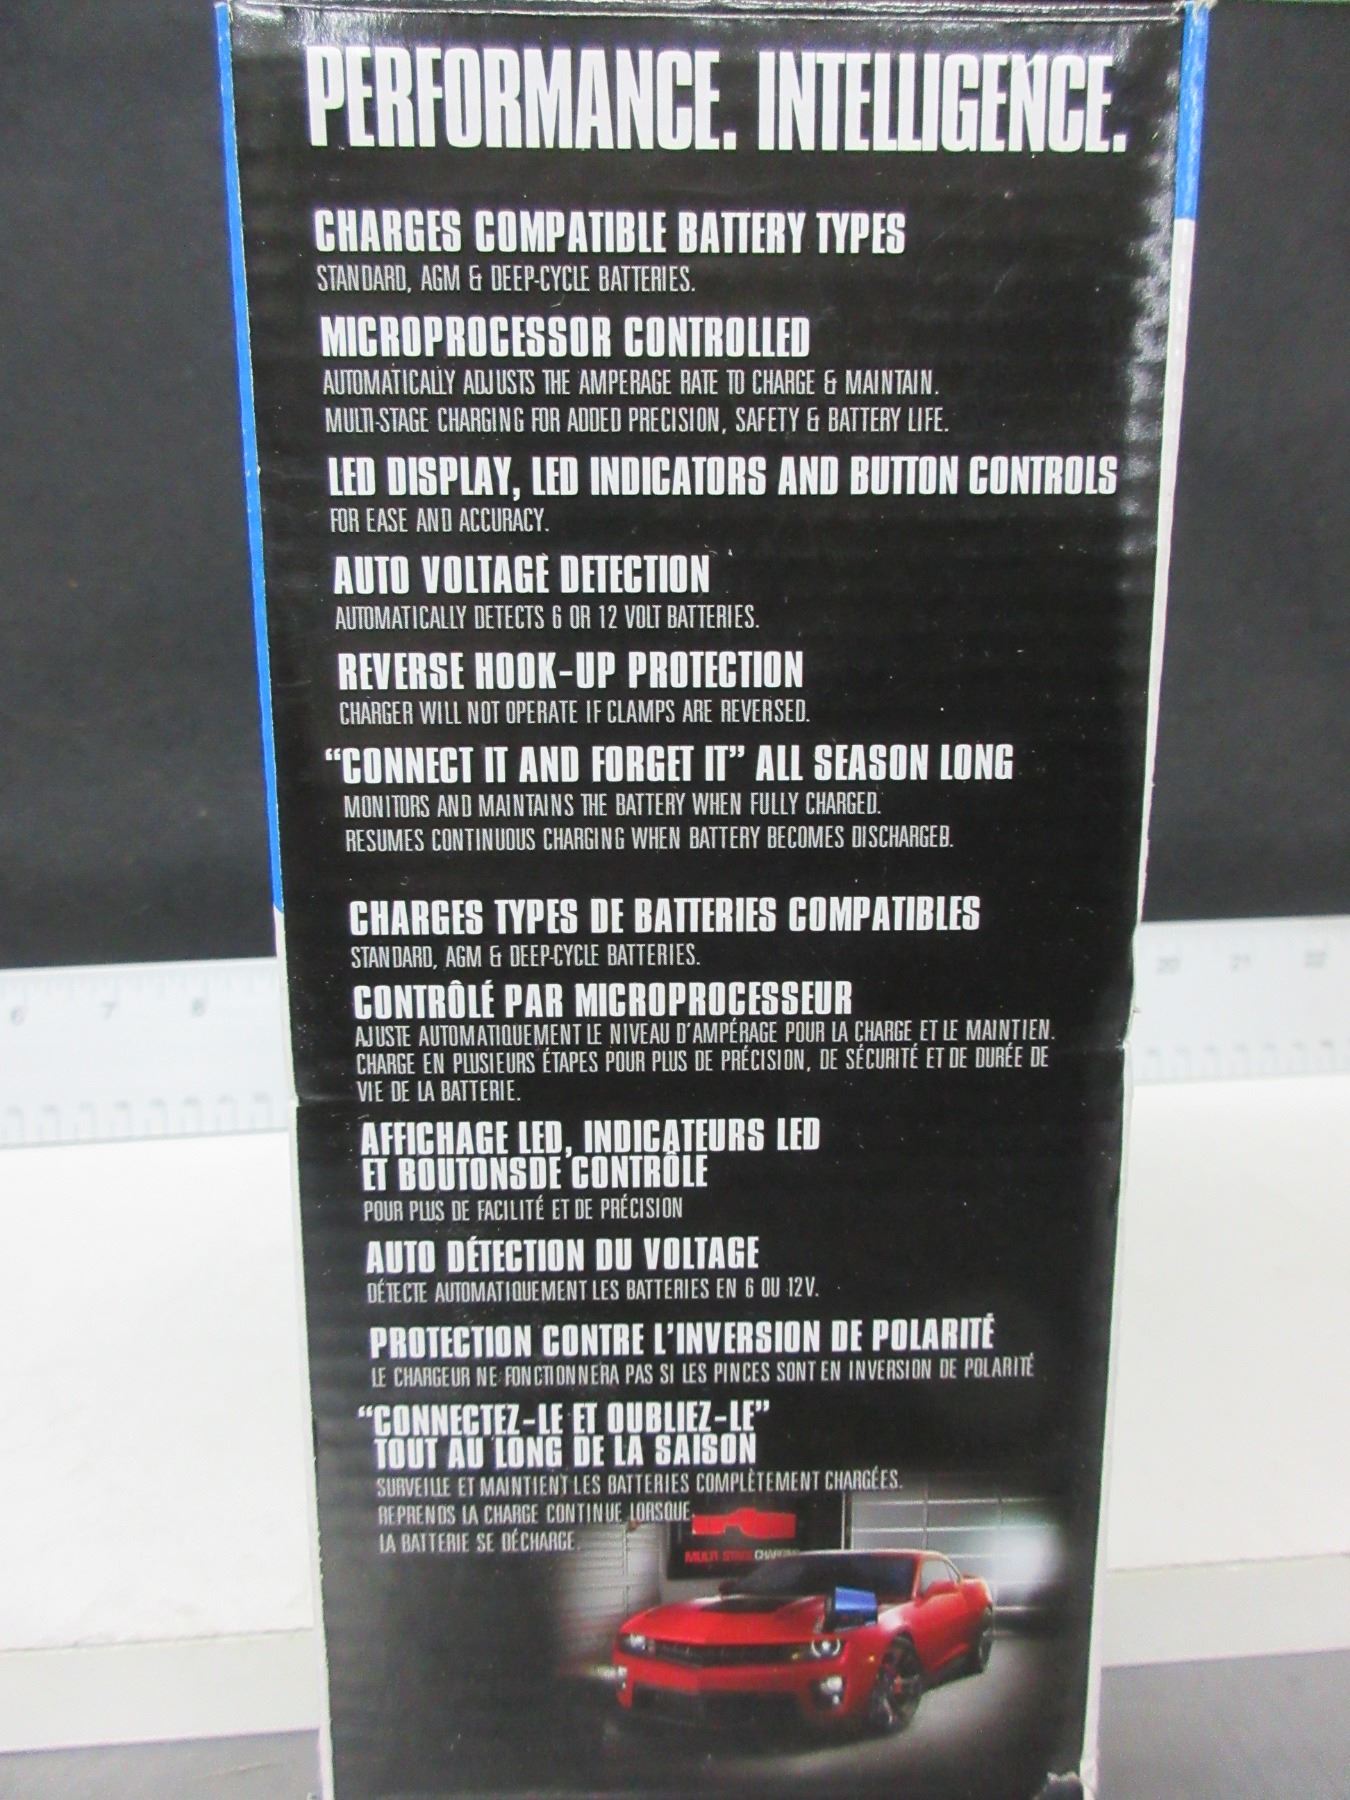 PERFORMANCE. INTELLIGENCE.
CHARGES COMPATIBLE BATTERY TYPES
STANDARD, AGM & DEEP-CYCLE BATTERIES.
MICROPROCESSOR CONTROLLED
AUTOMATICALLY ADJUSTS THE AMPERAGE RATE TO CHARGE & MAINTAIN.
MULTI-STAGE CHARGING FOR ADDED PRECISION, SAFETY & BATTERY LIFE.
LED DISPLAY, LED INDICATORS AND BUTTON CONTROLS
FOR EASE AND ACCURACY.
AUTO VOLTAGE DETECTION
AUTOMATICALLY DETECTS 6 OR 12 VOLT BATTERIES.
REVERSE HOOK-UP PROTECTION
CHARGER WILL NOT OPERATE IF CLAMPS ARE REVERSED.
“CONNECT IT AND FORGET IT” ALL SEASON LONG
MONITORS AND MAINTAINS THE BATTERY WHEN FULLY CHARGED.
RESUMES CONTINUOUS CHARGING WHEN BATTERY BECOMES DISCHARGED.
CHARGES TYPES DE BATTERIES COMPATIBLES
STANDARD, AGM & DEEP-CYCLE BATTERIES.
CONTRÔLÉ PAR MICROPROCESSEUR
AJUSTE AUTOMATIQUEMENT LE NIVEAU D'AMPÉRAGE POUR LA CHARGE ET LE MAINTIEN.
CHARGE EN PLUSIEURS ÉTAPES POUR PLUS DE PRÉCISION, DE SÉCURITÉ ET DE DURÉE DE
VIE DE LA BATTERIE.
AFFICHAGE LED, INDICATEURS LED
ET BOUTONSDE CONTRÔLE
POUR PLUS DE FACILITÉ ET DE PRÉCISION
AUTO DÉTECTION DU VOLTAGE
DÉTECTE AUTOMATIQUEMENT LES BATTERIES EN 6 OU 12V.
PROTECTION CONTRE L'INVERSION DE POLARITÉ
LE CHARGEUR NE FONCTIONNERA PAS SI LES PINCES SONT EN INVERSION DE POLARITÉ
“CONNECTEZ-LE ET OUBLIEZ-LE”
TOUT AU LONG DE LA SAISON
SURVEILLE ET MAINTIENT LES BATTERIES COMPLÈTEMENT CHARGÉES.
REPRENDS LA CHARGE CONTINUE LORSQUE
LA BATTERIE SE DÉCHARGE.
MULTI STAGE
6 7 8
20 21 22